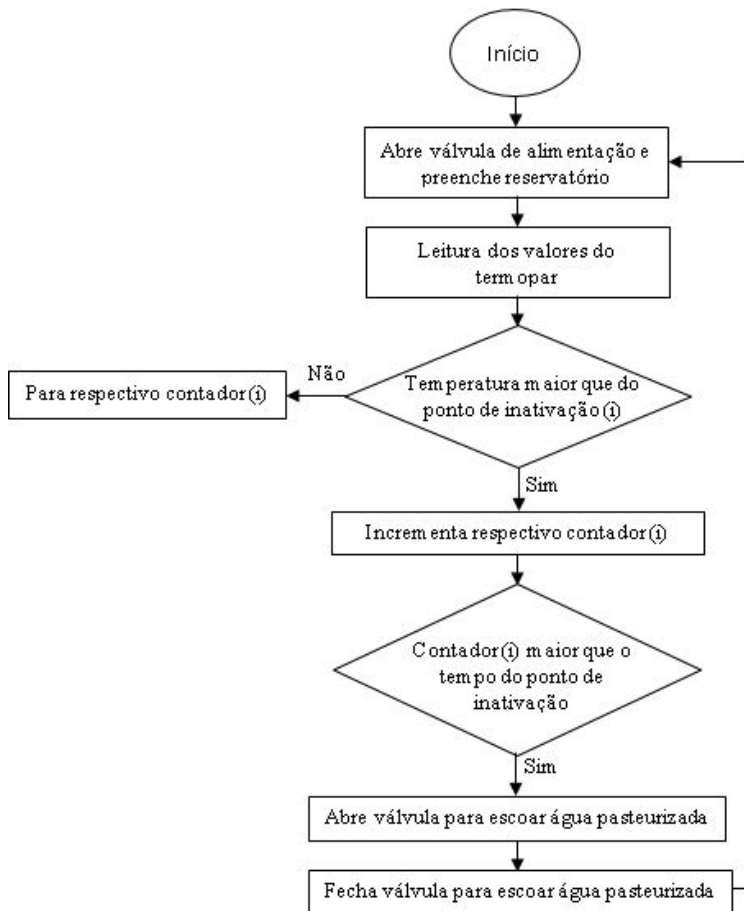 Início
Abre válvula de alimentação e
preenche reservatório
Leitura dos valores do
termopar
Não
Temperatura maior que do
ponto de inativação (i)
Para respectivo contador(i)
Sim
Incrementa respectivo contador(i)
Contador(i) maior que o
tempo do ponto de
inativação
Sim
Abre válvula para escoar água pasteurizada
Fecha válvula para escoar água pasteurizada